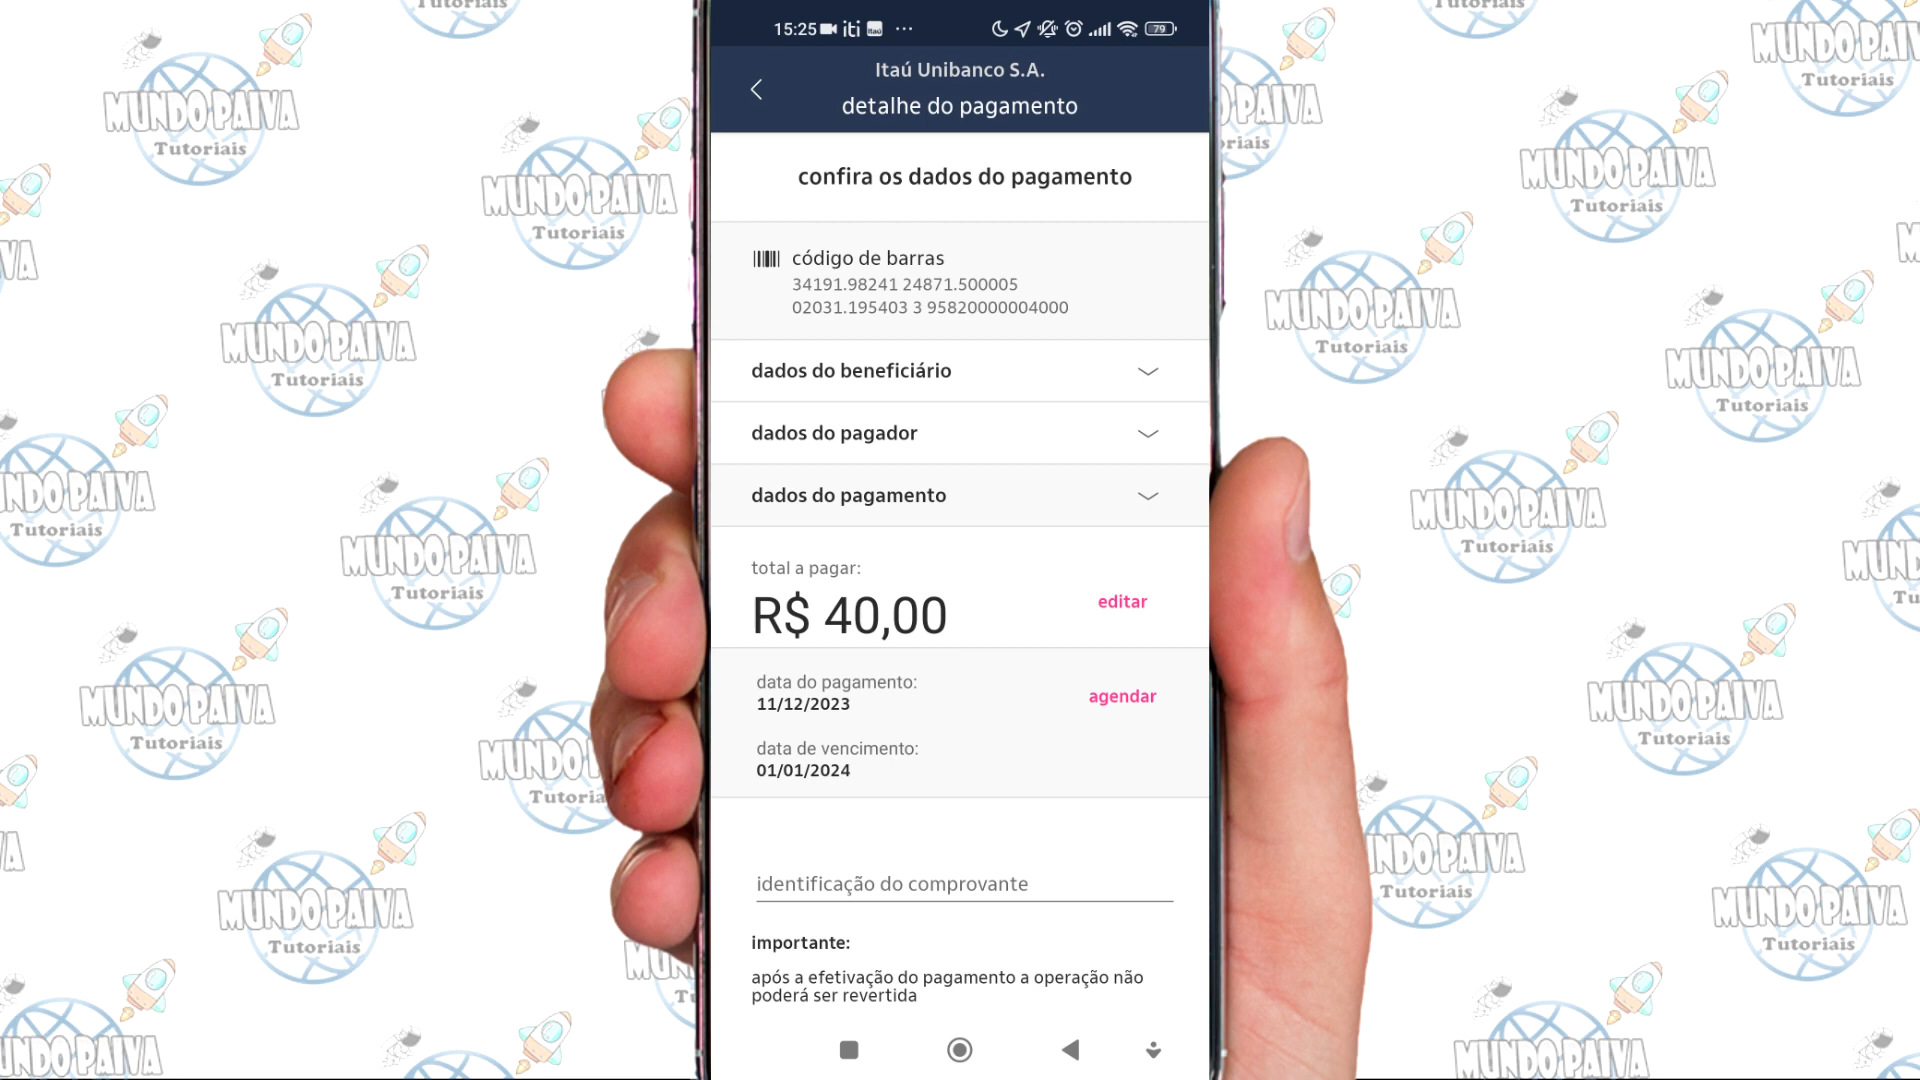 15:25 iti itaú ... 79
Itaú Unibanco S.A.
detalhe do pagamento
confira os dados do pagamento
código de barras
34191.98241 24871.500005
02031.195403 3 95820000004000
dados do beneficiário
dados do pagador
dados do pagamento
total a pagar:
R$ 40,00
editar
data do pagamento:
11/12/2023
agendar
data de vencimento:
01/01/2024
identificação do comprovante
importante:
após a efetivação do pagamento a operação não
poderá ser revertida
MUNDO PAIVA
Tutoriais